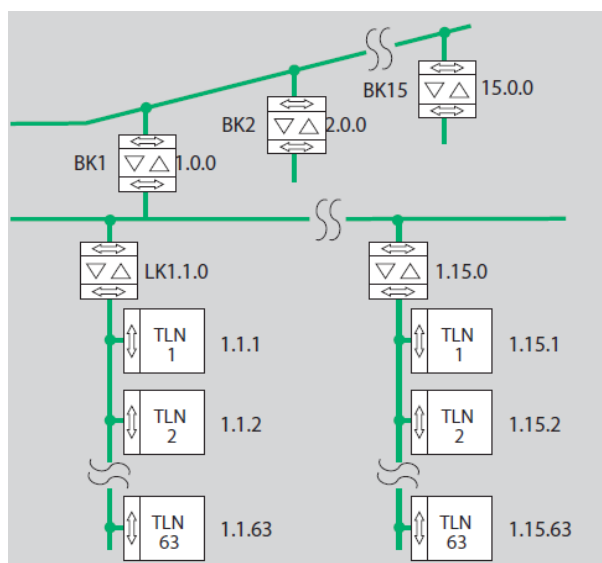 BK15 15.0.0
BK2 2.0.0
BK1 1.0.0
LK1.1.0 1.15.0
TLN
1 1.1.1
TLN
1 1.15.1
TLN
2 1.1.2
TLN
2 1.15.2
TLN
63 1.1.63
TLN
63 1.15.63